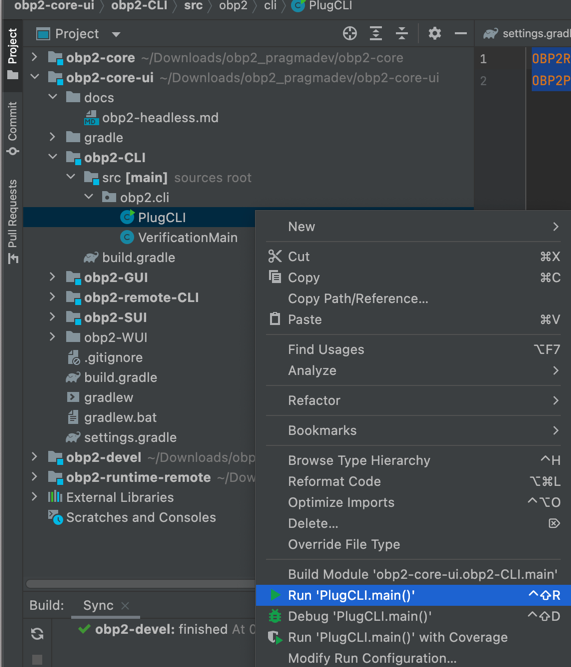 obp2-core-ui > obp2-CLI > src > obp2 > cli > PlugCLI
Project
Commit
Pull Requests
Project
settings.gradl
1 OBP2R
2 OBP2P
obp2-core ~/Downloads/obp2_pragmadev/obp2-core
obp2-core-ui ~/Downloads/obp2_pragmadev/obp2-core-ui
docs
obp2-headless.md
gradle
obp2-CLI
src [main] sources root
obp2.cli
PlugCLI
VerificationMain
build.gradle
obp2-GUI
obp2-remote-CLI
obp2-SUI
obp2-WUI
.gitignore
build.gradle
gradlew
gradlew.bat
settings.gradle
obp2-devel ~/Downloads/obp
obp2-runtime-remote ~/Dow
External Libraries
Scratches and Consoles
New
Cut ⌘X
Copy ⌘C
Copy Path/Reference...
Paste ⌘V
Find Usages ⌥F7
Analyze
Refactor
Bookmarks
Browse Type Hierarchy ^H
Reformat Code ⌥⌘L
Optimize Imports ^⌥O
Delete... ⌦
Override File Type
Build Module 'obp2-core-ui.obp2-CLI.main'
Run 'PlugCLI.main()' ^⇧R
Debug 'PlugCLI.main()' ^⇧D
Run 'PlugCLI.main()' with Coverage
Modify Run Configuration...
Build: Sync ×
obp2-devel: finished At 0